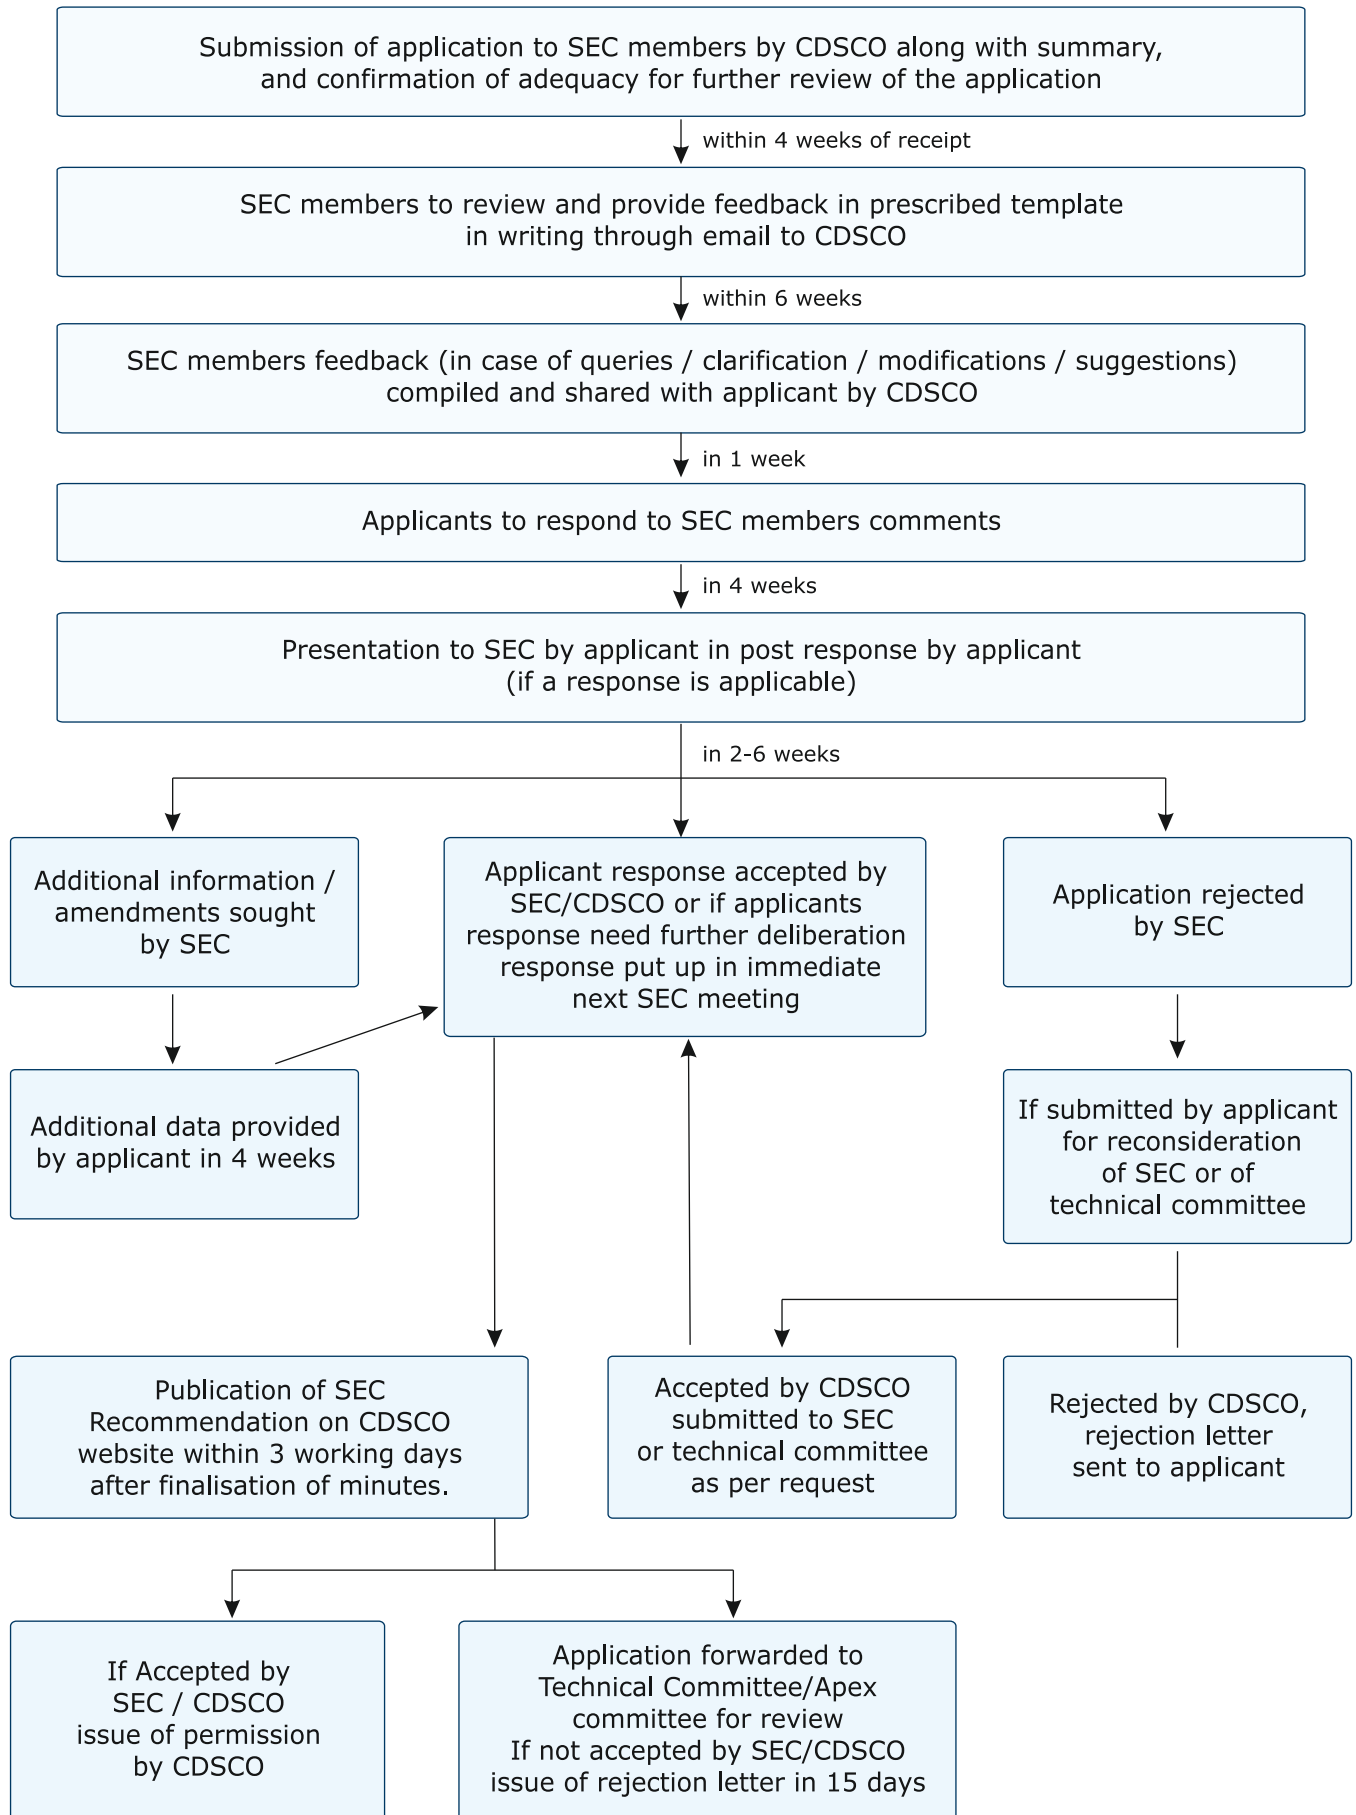 Submission of application to SEC members by CDSCO along with summary,
and confirmation of adequacy for further review of the application
within 4 weeks of receipt
SEC members to review and provide feedback in prescribed template
in writing through email to CDSCO
within 6 weeks
SEC members feedback (in case of queries / clarification / modifications / suggestions)
compiled and shared with applicant by CDSCO
in 1 week
Applicants to respond to SEC members comments
in 4 weeks
Presentation to SEC by applicant in post response by applicant
(if a response is applicable)
in 2-6 weeks
Additional information /
amendments sought
by SEC
Applicant response accepted by
SEC/CDSCO or if applicants
response need further deliberation
response put up in immediate
next SEC meeting
Application rejected
by SEC
Additional data provided
by applicant in 4 weeks
If submitted by applicant
for reconsideration
of SEC or of
technical committee
Publication of SEC
Recommendation on CDSCO
website within 3 working days
after finalisation of minutes.
Accepted by CDSCO
submitted to SEC
or technical committee
as per request
Rejected by CDSCO,
rejection letter
sent to applicant
If Accepted by
SEC / CDSCO
issue of permission
by CDSCO
Application forwarded to
Technical Committee/Apex
committee for review
If not accepted by SEC/CDSCO
issue of rejection letter in 15 days